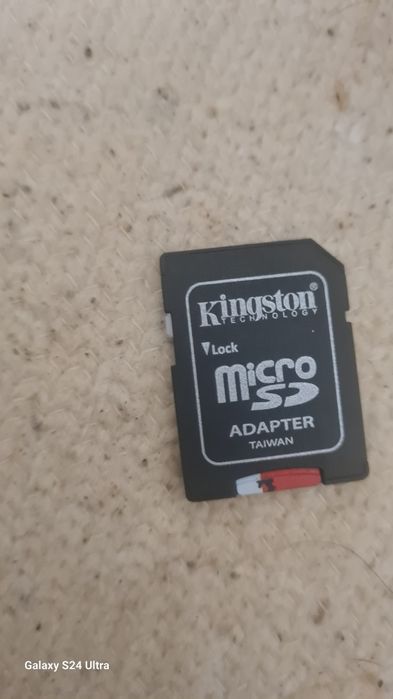 Kingston®
TECHNOLOGY
Lock
micro
SD
ADAPTER
TAIWAN
Galaxy S24 Ultra